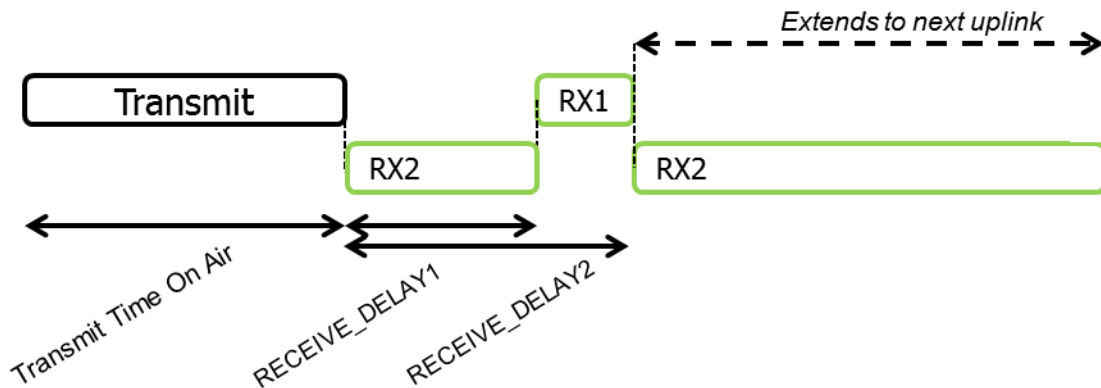 Extends to next uplink
Transmit
RX1
RX2
RX2
Transmit Time On Air
RECEIVE_DELAY1
RECEIVE_DELAY2